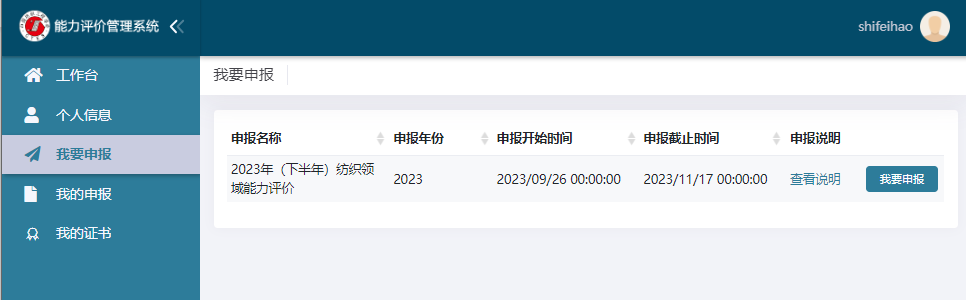 能力评价管理系统
shifeihao
工作台
个人信息
我要申报
我的申报
我的证书
我要申报
申报名称 申报年份 申报开始时间 申报截止时间 申报说明
2023年（下半年）纺织领
域能力评价
2023 2023/09/26 00:00:00 2023/11/17 00:00:00 查看说明 我要申报